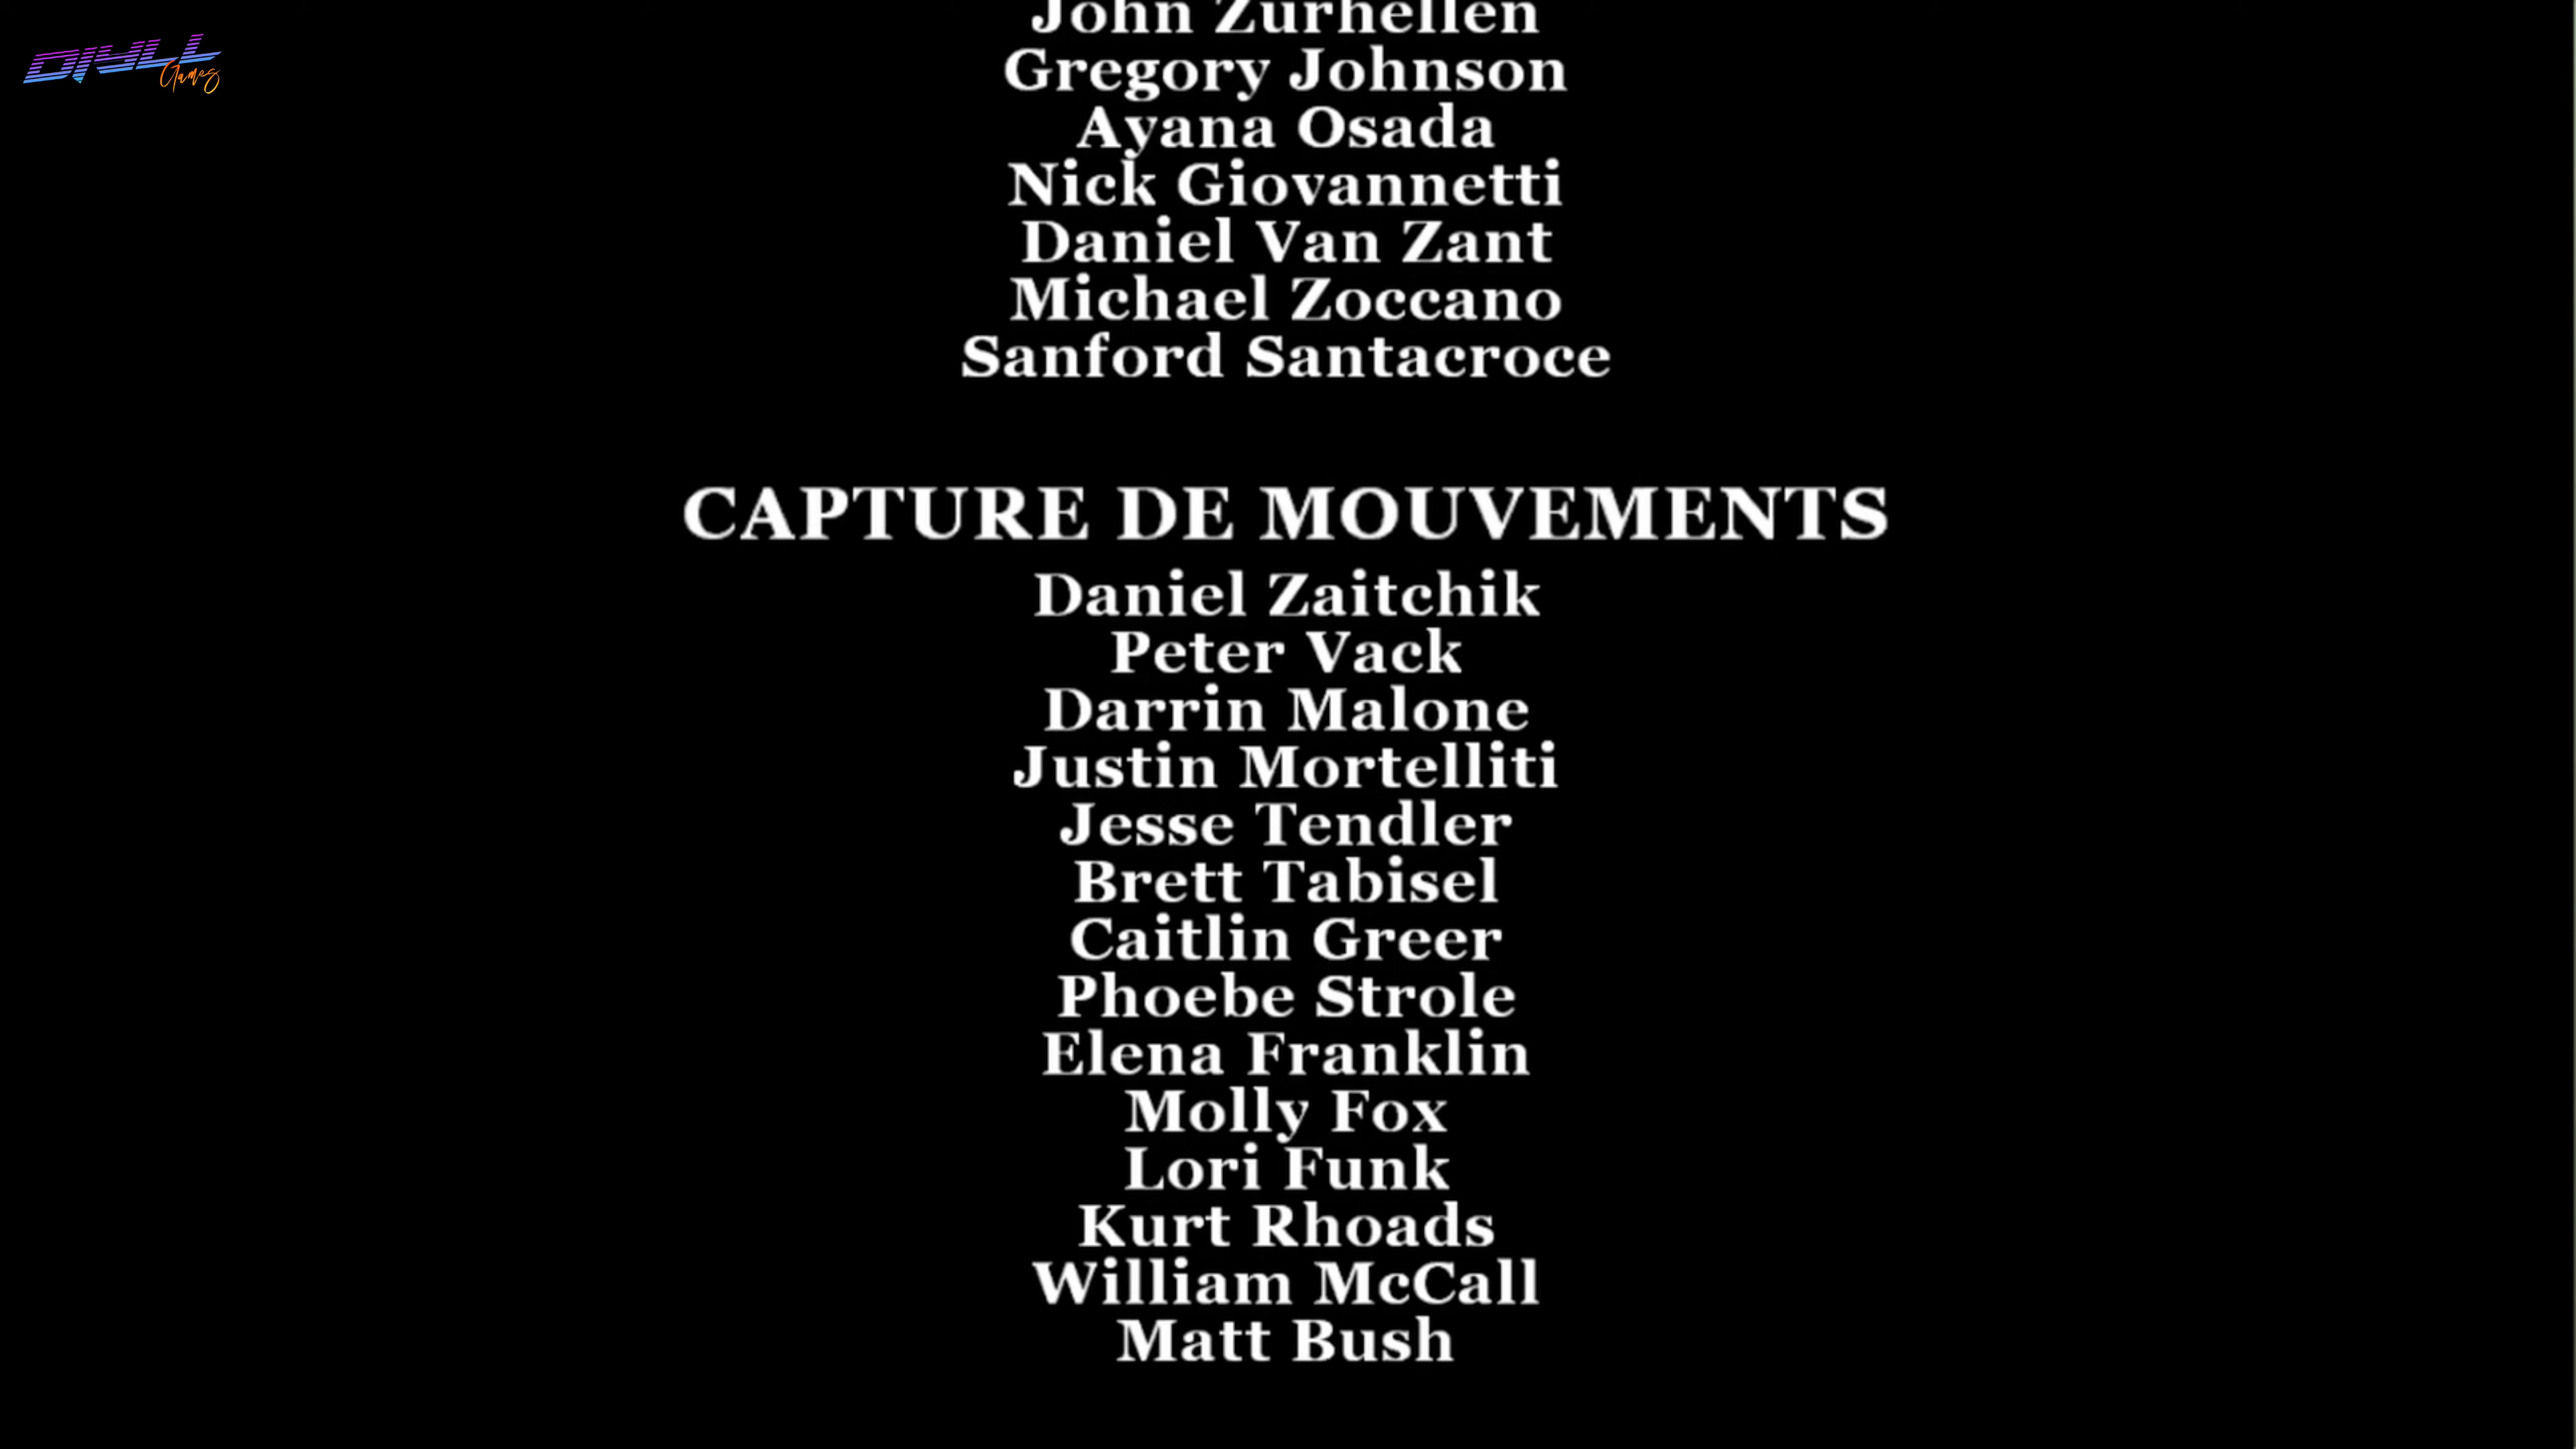 John Zurhellen
Gregory Johnson
Ayana Osada
Nick Giovannetti
Daniel Van Zant
Michael Zoccano
Sanford Santacroce
CAPTURE DE MOUVEMENTS
Daniel Zaitchik
Peter Vack
Darrin Malone
Justin Mortelliti
Jesse Tendler
Brett Tabisel
Caitlin Greer
Phoebe Strole
Elena Franklin
Molly Fox
Lori Funk
Kurt Rhoads
William McCall
Matt Bush
Games